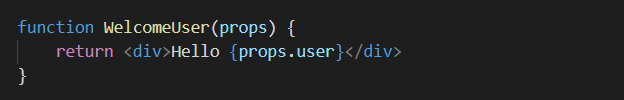 function WelcomeUser(props) {
    return <div>Hello {props.user}</div>
}